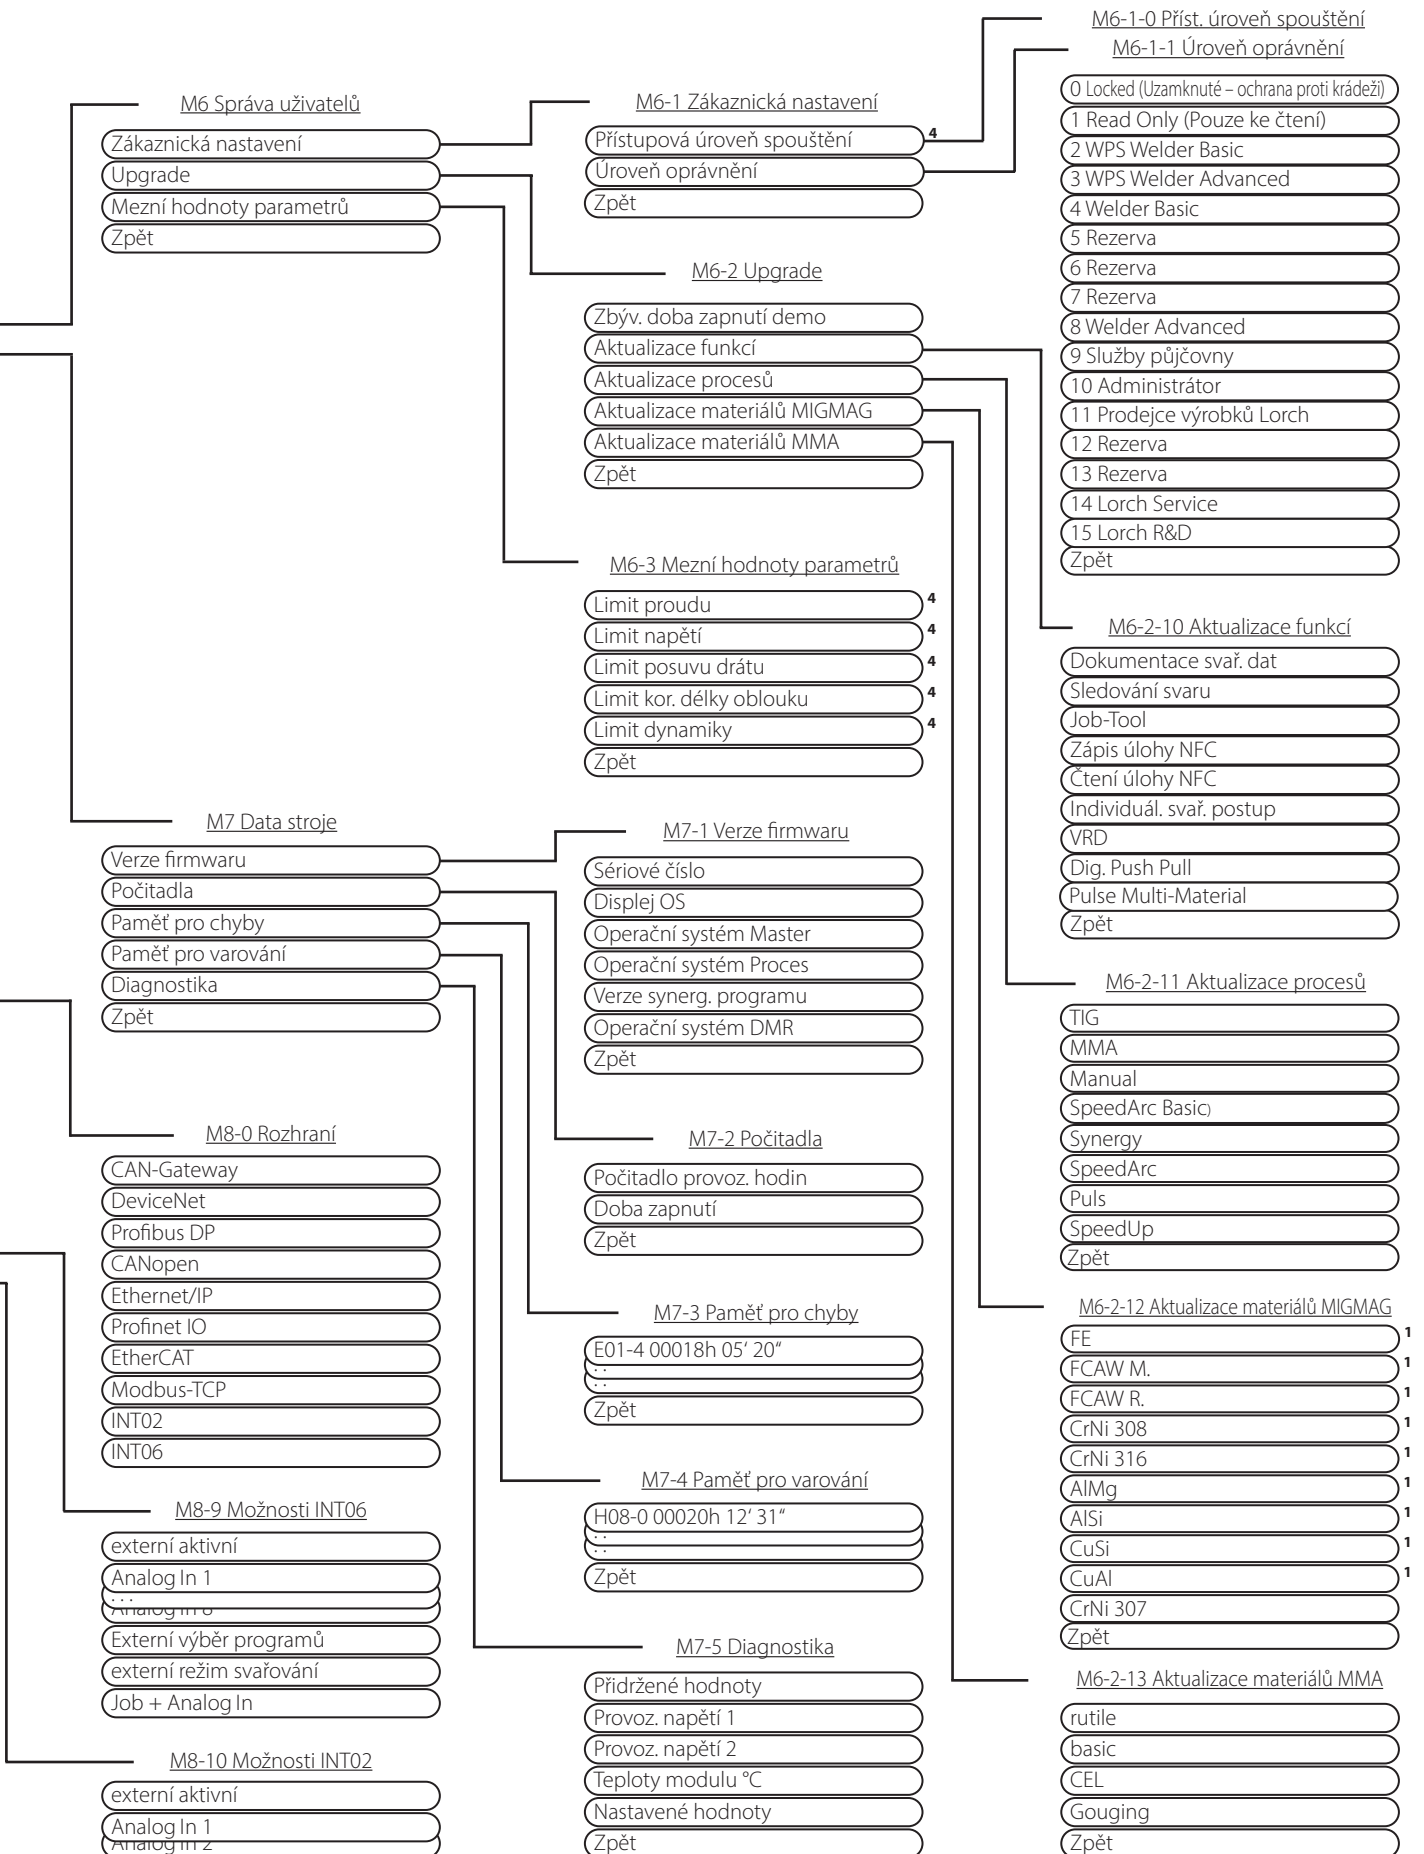 M6 Správa uživatelů
Zákaznická nastavení
Upgrade
Mezní hodnoty parametrů
Zpět
M7 Data stroje
Verze firmwaru
Počitadla
Paměť pro chyby
Paměť pro varování
Diagnostika
Zpět
M8-0 Rozhraní
CAN-Gateway
DeviceNet
Profibus DP
CANopen
Ethernet/IP
Profinet IO
EtherCAT
Modbus-TCP
INT02
INT06
M8-9 Možnosti INT06
externí aktivní
Analog In 1
. . .
Analog In 8
Externí výběr programů
externí režim svařování
Job + Analog In
M8-10 Možnosti INT02
externí aktivní
Analog In 1
Analog In 2
M6-1 Zákaznická nastavení
Přístupová úroveň spouštění 4
Úroveň oprávnění
Zpět
M6-2 Upgrade
Zbýv. doba zapnutí demo
Aktualizace funkcí
Aktualizace procesů
Aktualizace materiálů MIGMAG
Aktualizace materiálů MMA
Zpět
M6-3 Mezní hodnoty parametrů
Limit proudu 4
Limit napětí 4
Limit posuvu drátu 4
Limit kor. délky oblouku 4
Limit dynamiky 4
Zpět
M7-1 Verze firmwaru
Sériové číslo
Displej OS
Operační systém Master
Operační systém Proces
Verze synerg. programu
Operační systém DMR
Zpět
M7-2 Počitadla
Počitadlo provoz. hodin
Doba zapnutí
Zpět
M7-3 Paměť pro chyby
E01-4 00018h 05‘ 20“
. .
. .
Zpět
M7-4 Paměť pro varování
H08-0 00020h 12‘ 31“
. .
. .
Zpět
M7-5 Diagnostika
Přidržené hodnoty
Provoz. napětí 1
Provoz. napětí 2
Teploty modulu °C
Nastavené hodnoty
Zpět
M6-1-0 Příst. úroveň spouštění
M6-1-1 Úroveň oprávnění
0 Locked (Uzamknuté – ochrana proti krádeži)
1 Read Only (Pouze ke čtení)
2 WPS Welder Basic
3 WPS Welder Advanced
4 Welder Basic
5 Rezerva
6 Rezerva
7 Rezerva
8 Welder Advanced
9 Služby půjčovny
10 Administrátor
11 Prodejce výrobků Lorch
12 Rezerva
13 Rezerva
14 Lorch Service
15 Lorch R&D
Zpět
M6-2-10 Aktualizace funkcí
Dokumentace svař. dat
Sledování svaru
Job-Tool
Zápis úlohy NFC
Čtení úlohy NFC
Individuál. svař. postup
VRD
Dig. Push Pull
Pulse Multi-Material
Zpět
M6-2-11 Aktualizace procesů
TIG
MMA
Manual
SpeedArc Basic)
Synergy
SpeedArc
Puls
SpeedUp
Zpět
M6-2-12 Aktualizace materiálů MIGMAG
FE 1
FCAW M. 1
FCAW R. 1
CrNi 308 1
CrNi 316 1
AlMg 1
AlSi 1
CuSi 1
CuAl 1
CrNi 307
Zpět
M6-2-13 Aktualizace materiálů MMA
rutile
basic
CEL
Gouging
Zpět